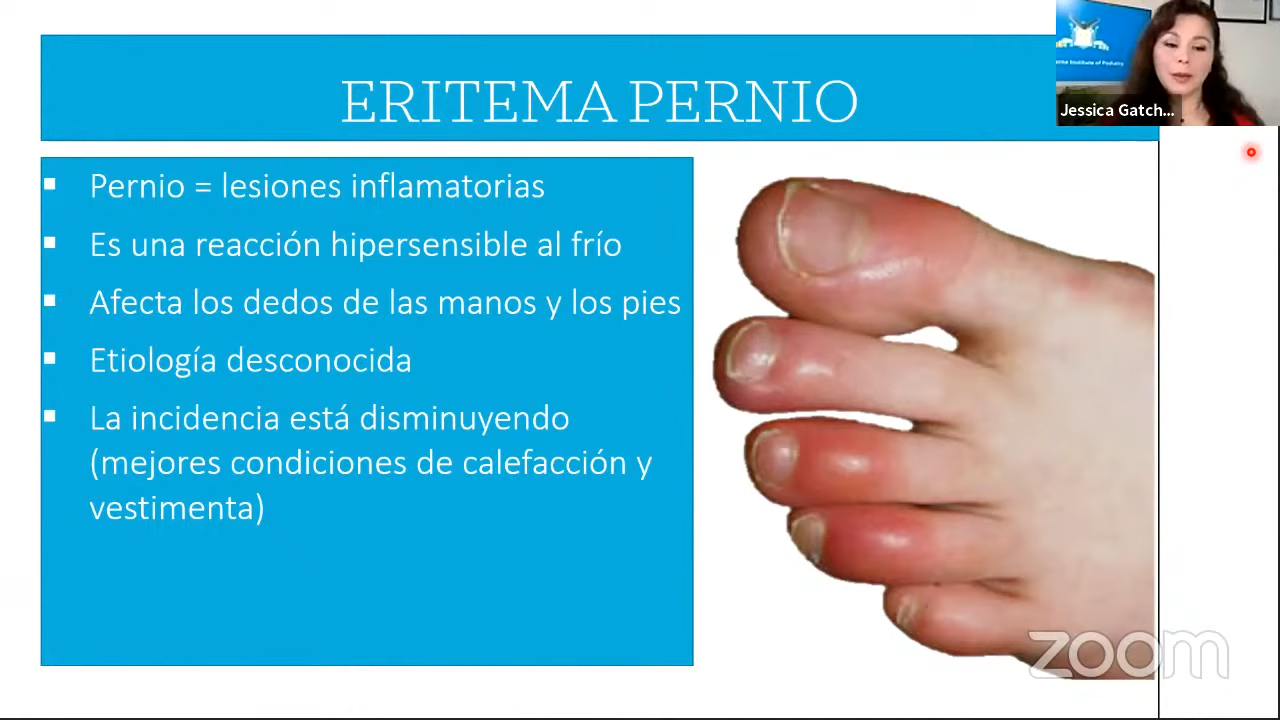 ERITEMA PERNIO
Jessica Gatch...
Pernio = lesiones inflamatorias
Es una reacción hipersensible al frío
Afecta los dedos de las manos y los pies
Etiología desconocida
La incidencia está disminuyendo
(mejores condiciones de calefacción y
vestimenta)
zoom